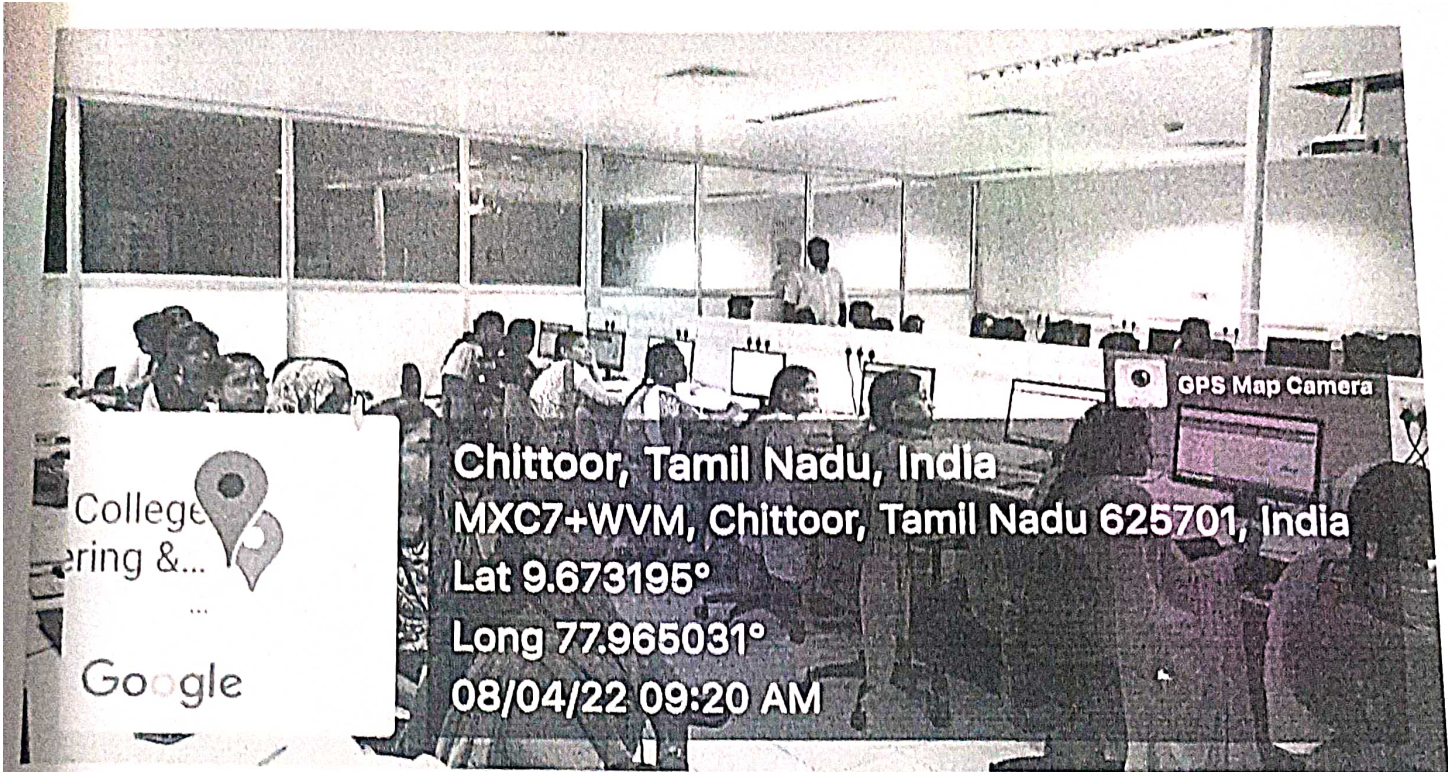 GPS Map Camera
College
ering &...
...
Google
Chittoor, Tamil Nadu, India
MXC7+WVM, Chittoor, Tamil Nadu 625701, India
Lat 9.673195°
Long 77.965031°
08/04/22 09:20 AM